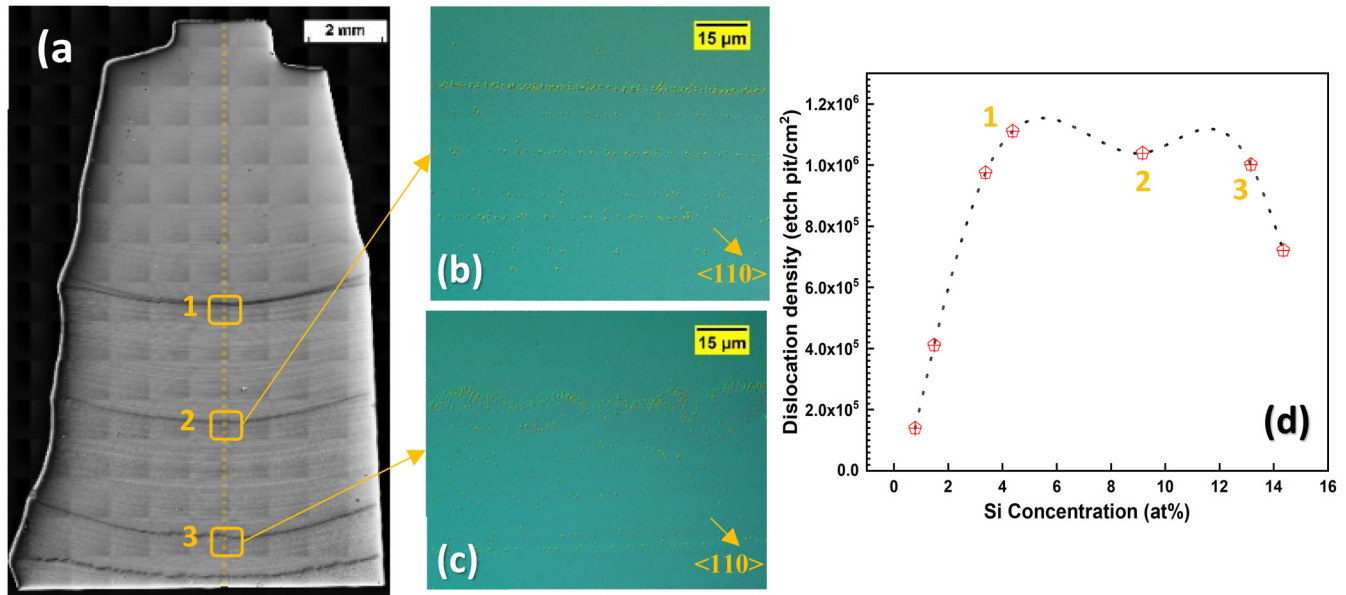 (a)
2 mm
1
2
3
15 µm
(b)
<110>
15 µm
(c)
<110>
Dislocation density (etch pit/cm²)
1.2x10⁶
1.0x10⁶
8.0x10⁵
6.0x10⁵
4.0x10⁵
2.0x10⁵
0.0
1
2
3
(d)
0 2 4 6 8 10 12 14 16
Si Concentration (at%)